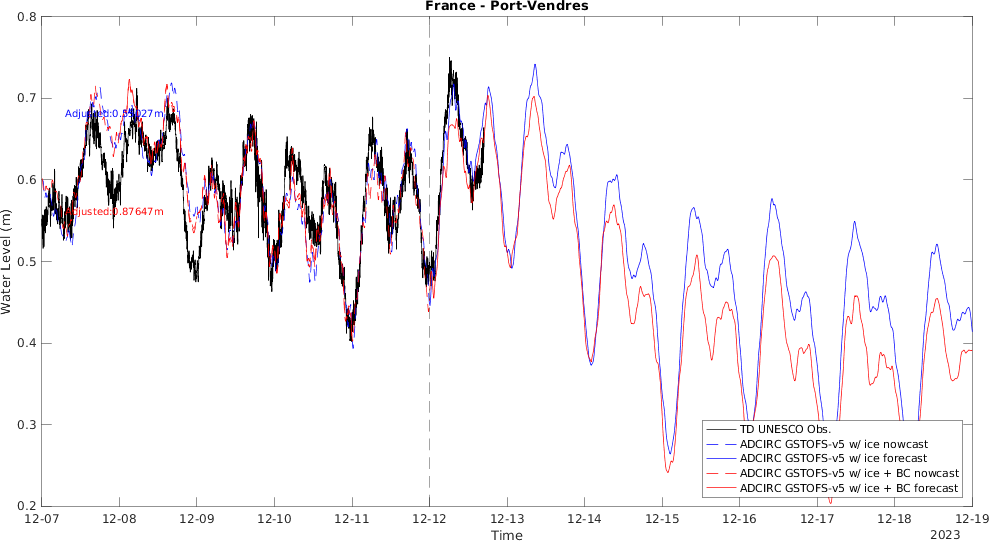 France - Port-Vendres
0.8
0.7
0.6
0.5
0.4
0.3
0.2
Water Level (m)
Adjusted:0.87647m
TD UNESCO Obs.
ADCIRC GSTOFS-v5 w/ ice nowcast
ADCIRC GSTOFS-v5 w/ ice forecast
ADCIRC GSTOFS-v5 w/ ice + BC nowcast
ADCIRC GSTOFS-v5 w/ ice + BC forecast
12-07 12-08 12-09 12-10 12-11 12-12 12-13 12-14 12-15 12-16 12-17 12-18 12-19
Time
2023